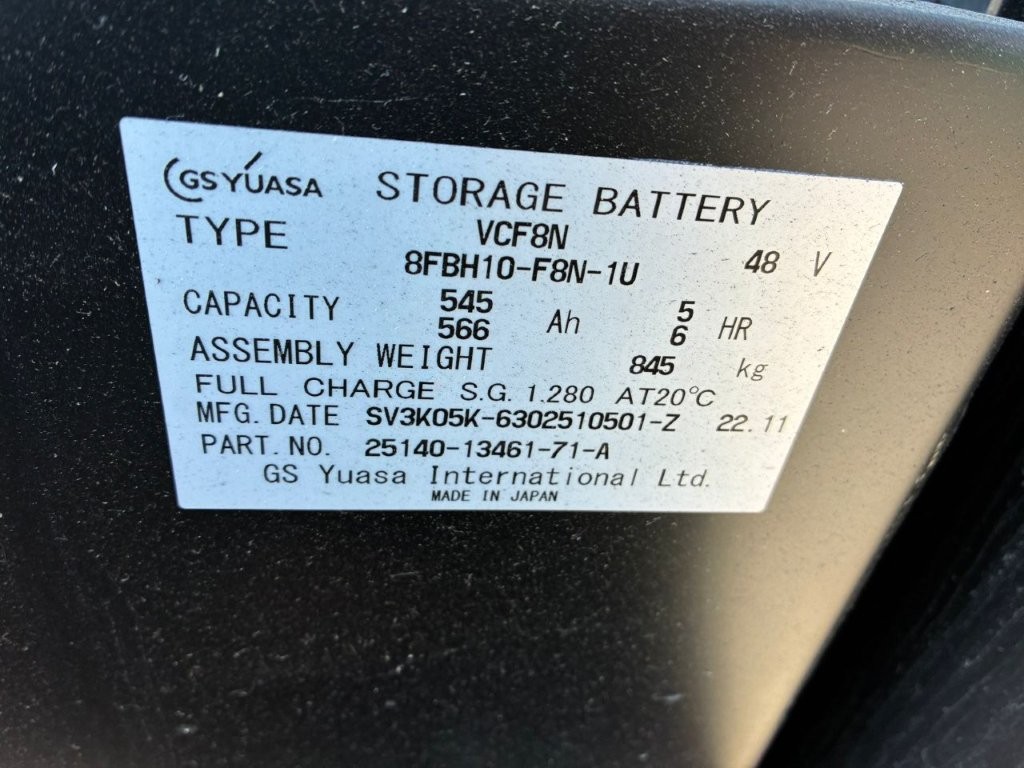 GS YUASA STORAGE BATTERY
TYPE VCF8N
8FBH10-F8N-1U 48 V
CAPACITY 545 Ah 5 HR
566 6
ASSEMBLY WEIGHT 845 kg
FULL CHARGE S.G. 1.280 AT20℃
MFG.DATE SV3K05K-6302510501-Z 22.11
PART.NO. 25140-13461-71-A
GS Yuasa International Ltd.
MADE IN JAPAN